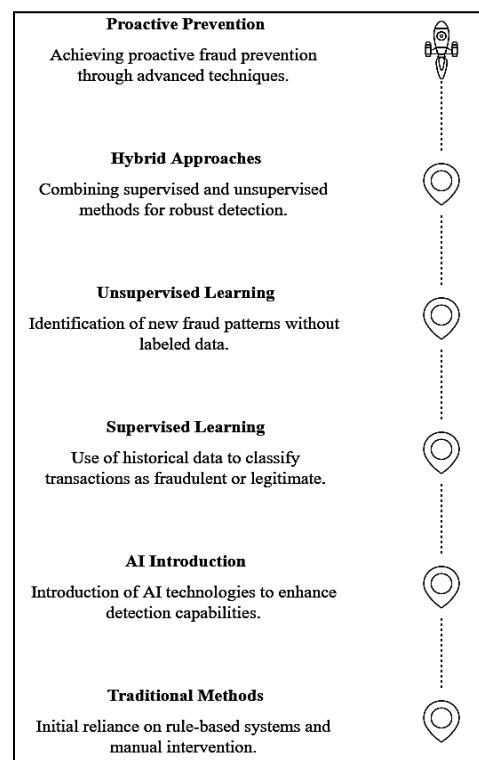 Proactive Prevention
Achieving proactive fraud prevention
through advanced techniques.
Hybrid Approaches
Combining supervised and unsupervised
methods for robust detection.
Unsupervised Learning
Identification of new fraud patterns without
labeled data.
Supervised Learning
Use of historical data to classify
transactions as fraudulent or legitimate.
AI Introduction
Introduction of AI technologies to enhance
detection capabilities.
Traditional Methods
Initial reliance on rule-based systems and
manual intervention.